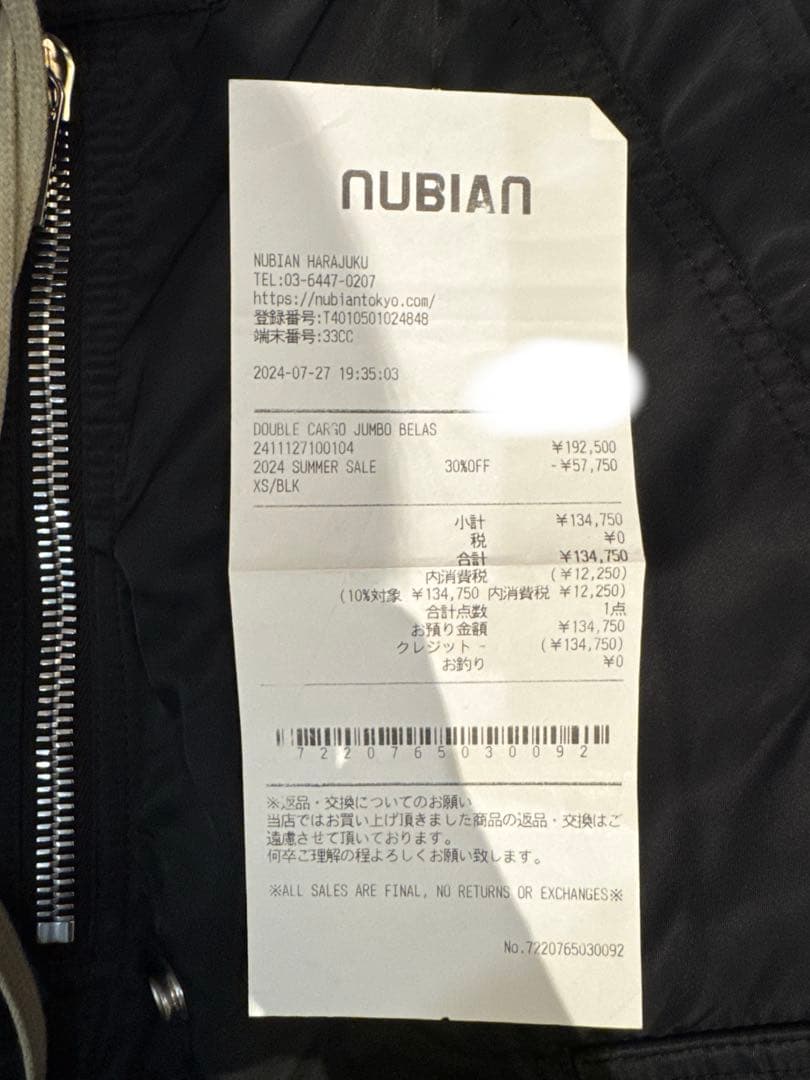 NUBIAN
NUBIAN HARAJUKU
TEL:03-6447-0207
https://nubiantokyo.com/
登録番号:T4010501024848
端末番号:33CC
2024-07-27 19:35:03
DOUBLE CARGO JUMBO BELAS
2411127100104 ¥192,500
2024 SUMMER SALE 30%OFF -¥57,750
XS/BLK
小計 ¥134,750
税 ¥0
合計 ¥134,750
内消費税 (¥12,250)
(10%対象 ¥134,750 内消費税 ¥12,250)
合計点数 1点
お預り金額 ¥134,750
クレジット - (¥134,750)
お釣り ¥0
7220765030092
※返品・交換についてのお願い
当店ではお買い上げ頂きました商品の返品・交換はご
遠慮させて頂いております。
何卒ご理解の程よろしくお願い致します。
※ALL SALES ARE FINAL, NO RETURNS OR EXCHANGES※
No.7220765030092